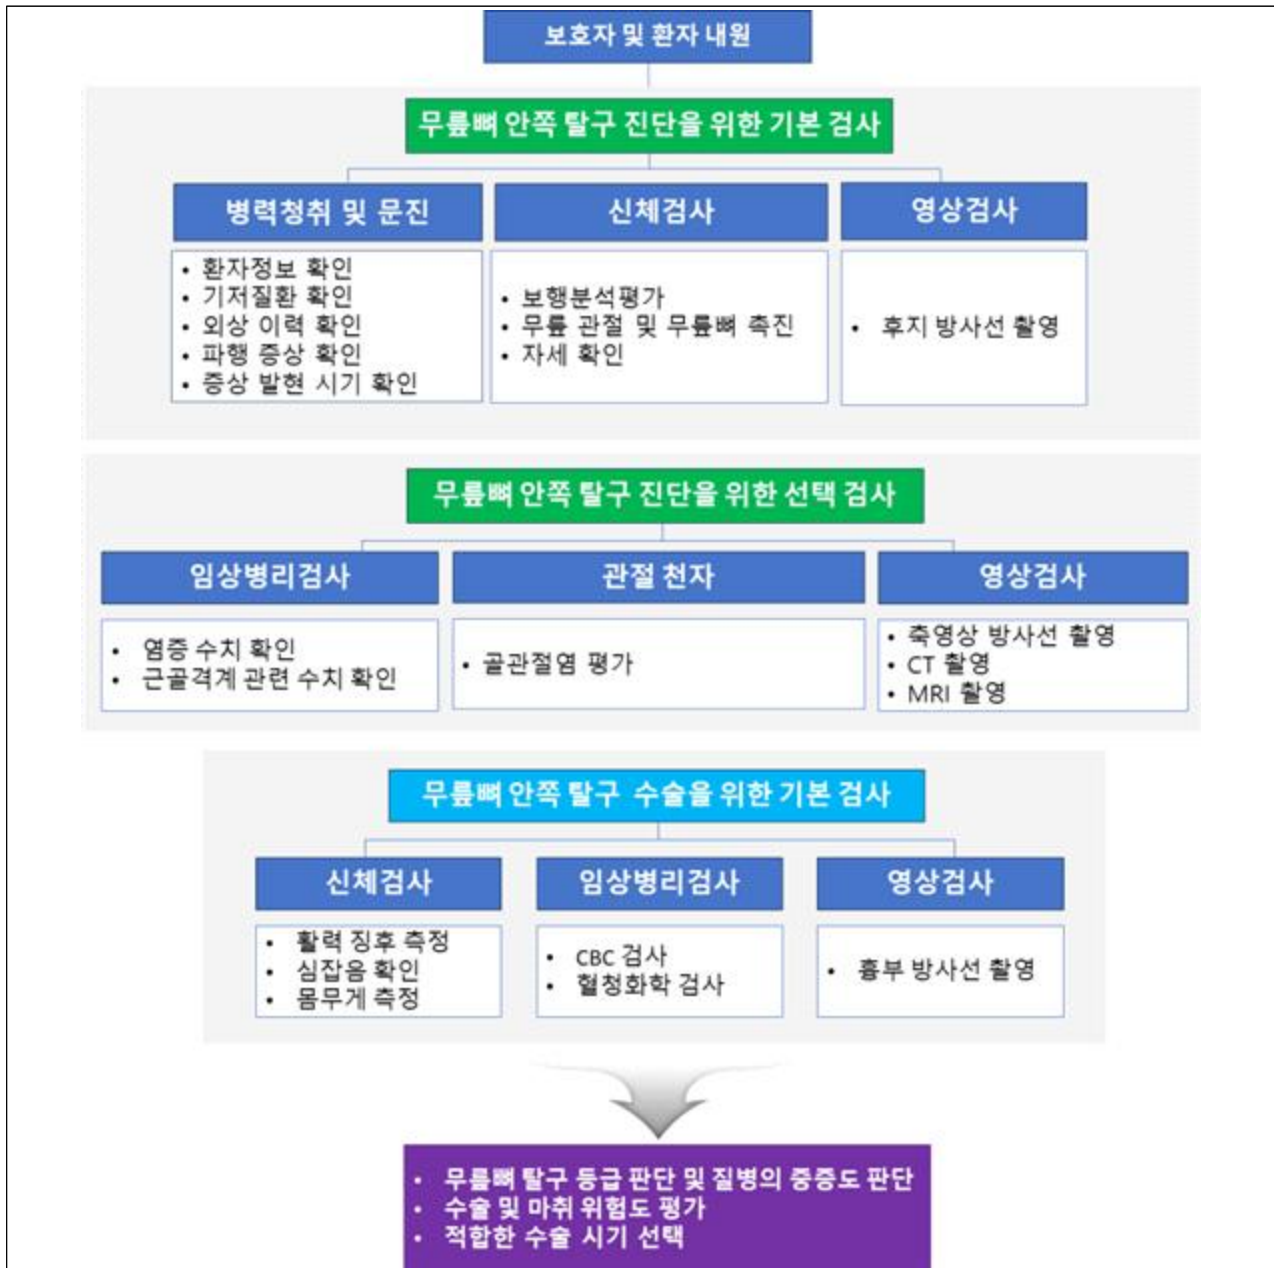 보호자 및 환자 내원
무릎뼈 안쪽 탈구 진단을 위한 기본 검사
병력청취 및 문진
• 환자정보 확인
• 기저질환 확인
• 외상 이력 확인
• 파행 증상 확인
• 증상 발현 시기 확인
신체검사
• 보행분석평가
• 무릎 관절 및 무릎뼈 촉진
• 자세 확인
영상검사
• 후지 방사선 촬영
무릎뼈 안쪽 탈구 진단을 위한 선택 검사
임상병리검사
• 염증 수치 확인
• 근골격계 관련 수치 확인
관절 천자
• 골관절염 평가
영상검사
• 축영상 방사선 촬영
• CT 촬영
• MRI 촬영
무릎뼈 안쪽 탈구 수술을 위한 기본 검사
신체검사
• 활력 징후 측정
• 심잡음 확인
• 몸무게 측정
임상병리검사
• CBC 검사
• 혈청화학 검사
영상검사
• 흉부 방사선 촬영
• 무릎뼈 탈구 등급 판단 및 질병의 중증도 판단
• 수술 및 마취 위험도 평가
• 적합한 수술 시기 선택